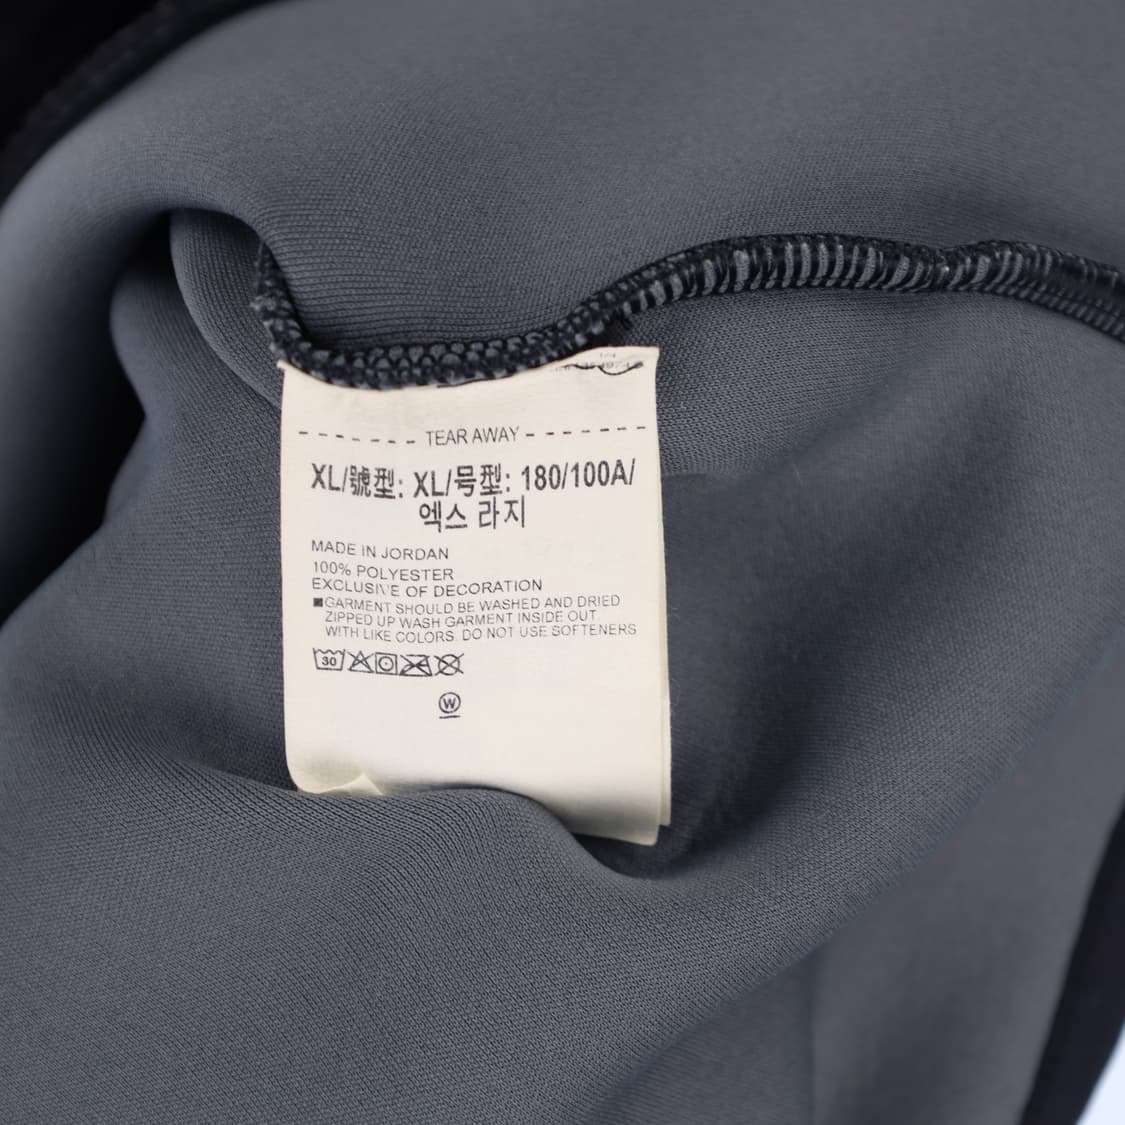 TEAR AWAY
XL/號型: XL/号型: 180/100A/
엑스 라지
MADE IN JORDAN
100% POLYESTER
EXCLUSIVE OF DECORATION
■GARMENT SHOULD BE WASHED AND DRIED
ZIPPED UP WASH GARMENT INSIDE OUT
WITH LIKE COLORS. DO NOT USE SOFTENERS
30
W